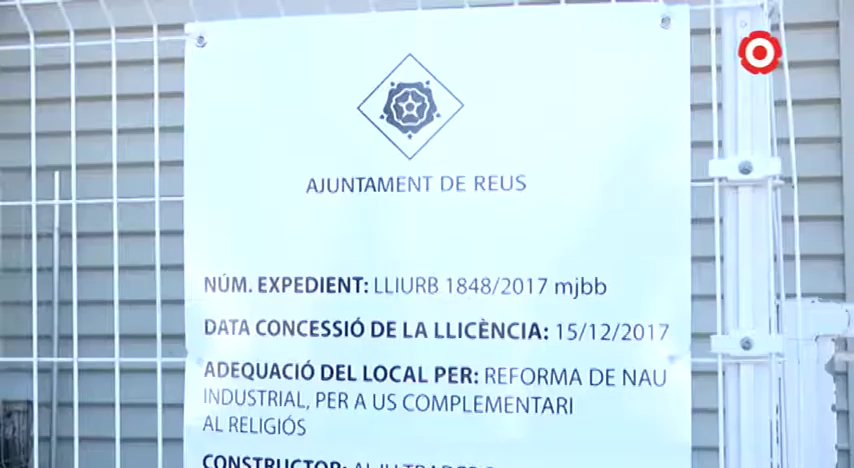 AJUNTAMENT DE REUS
NÚM. EXPEDIENT: LLIURB 1848/2017 mjbb
DATA CONCESSIÓ DE LA LLICÈNCIA: 15/12/2017
ADEQUACIÓ DEL LOCAL PER: REFORMA DE NAU
INDUSTRIAL, PER A US COMPLEMENTARI
AL RELIGIÓS
CONSTRUCTOR: